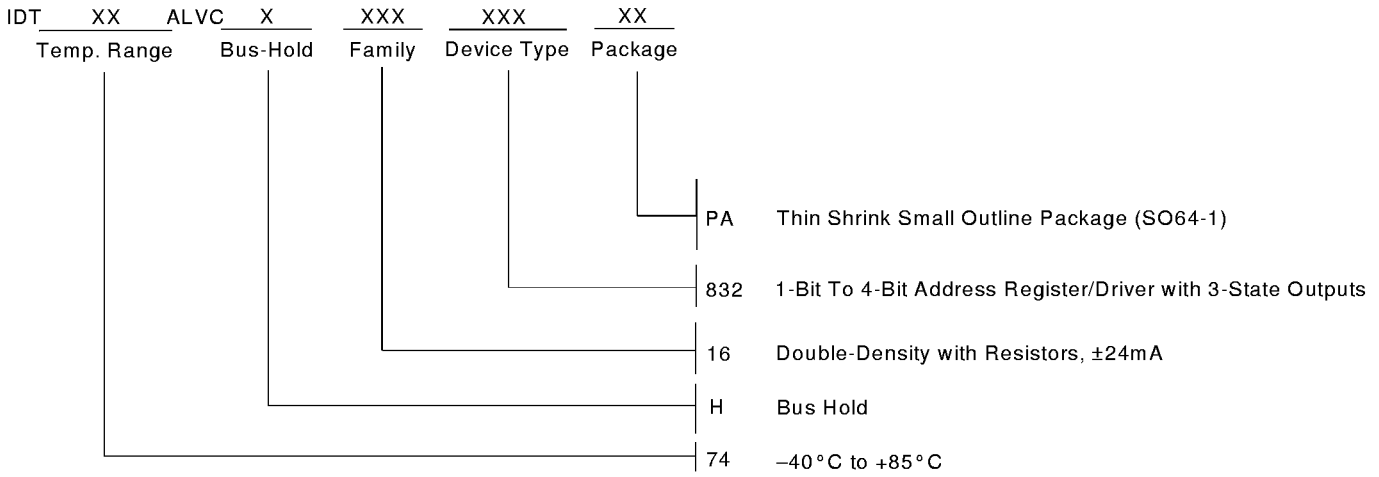 IDT XX ALVC X XXX XXX XX
Temp. Range Bus-Hold Family Device Type Package
PA Thin Shrink Small Outline Package (SO64-1)
832 1-Bit To 4-Bit Address Register/Driver with 3-State Outputs
16 Double-Density with Resistors, ±24mA
H Bus Hold
74 –40°C to +85°C